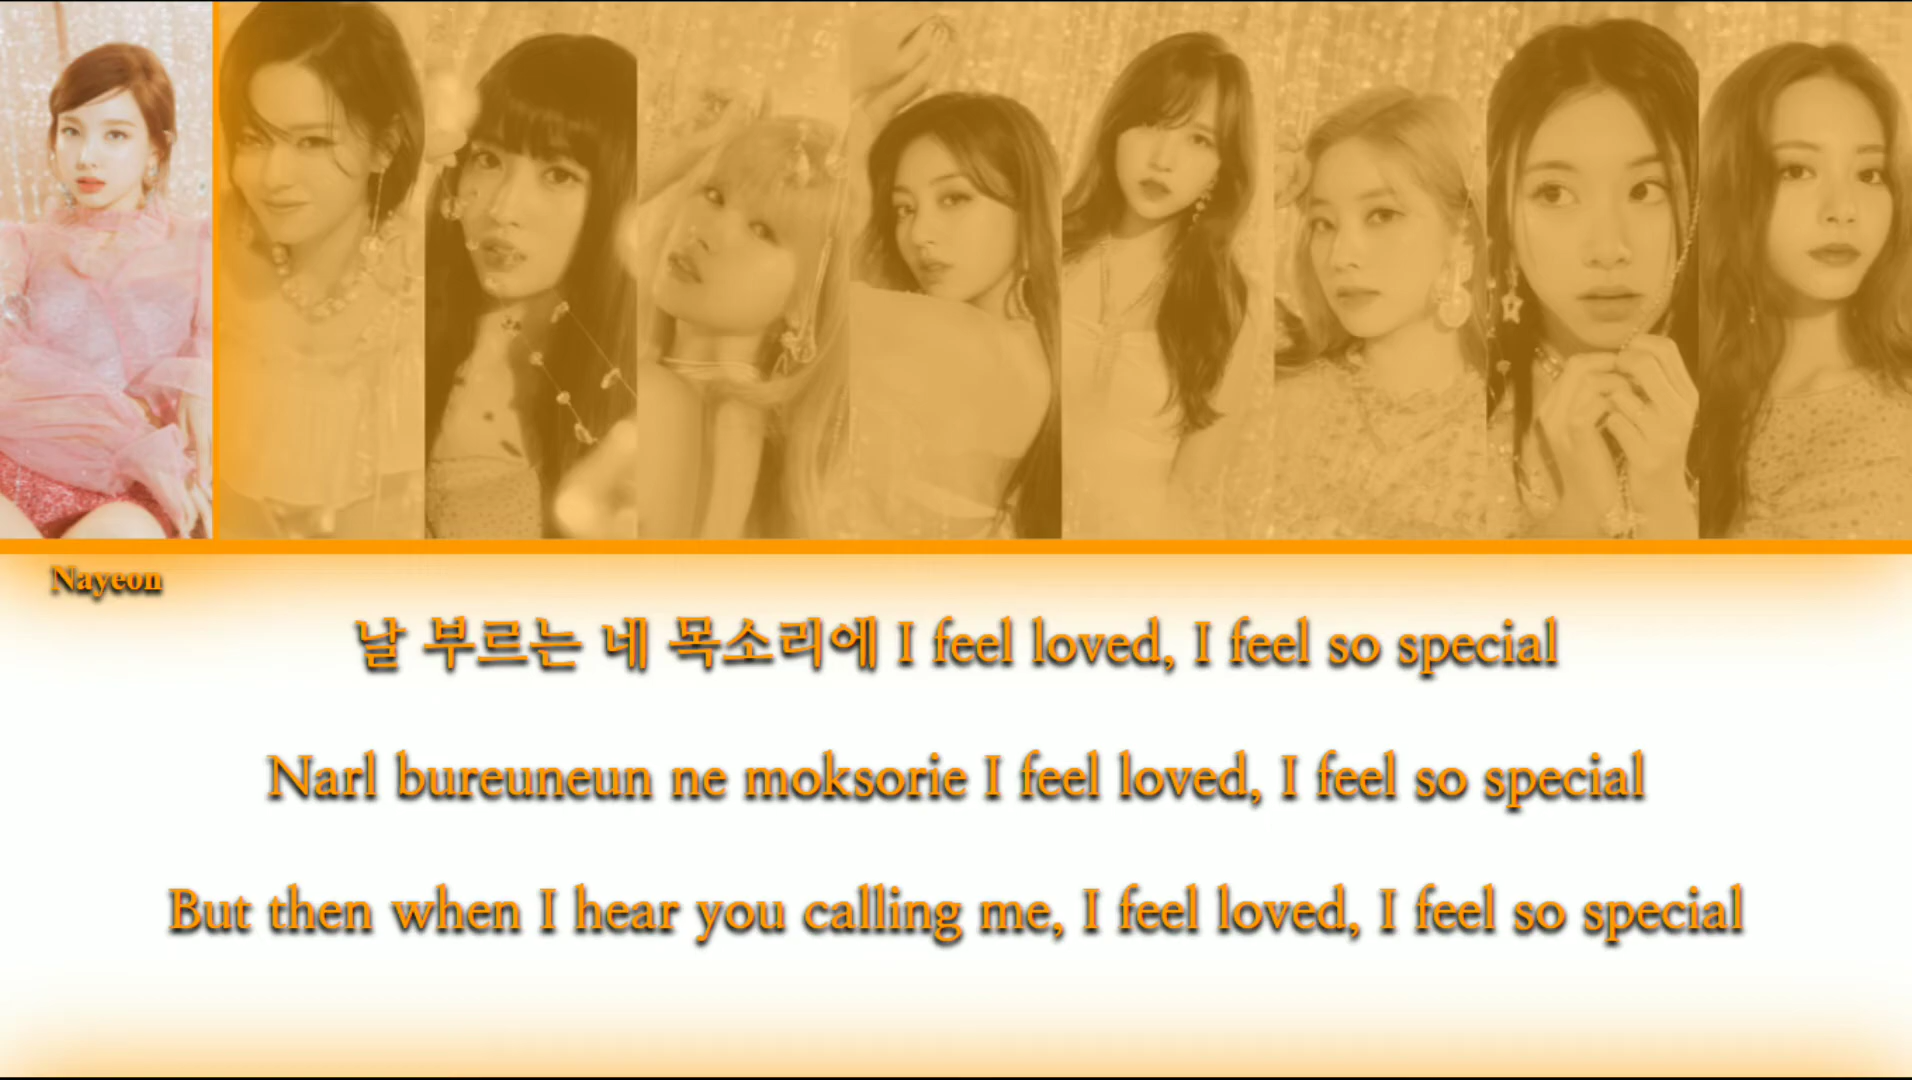 Nayeon
날 부르는 네 목소리에 I feel loved, I feel so special
Narl bureuneun ne moksorie I feel loved, I feel so special
But then when I hear you calling me, I feel loved, I feel so special